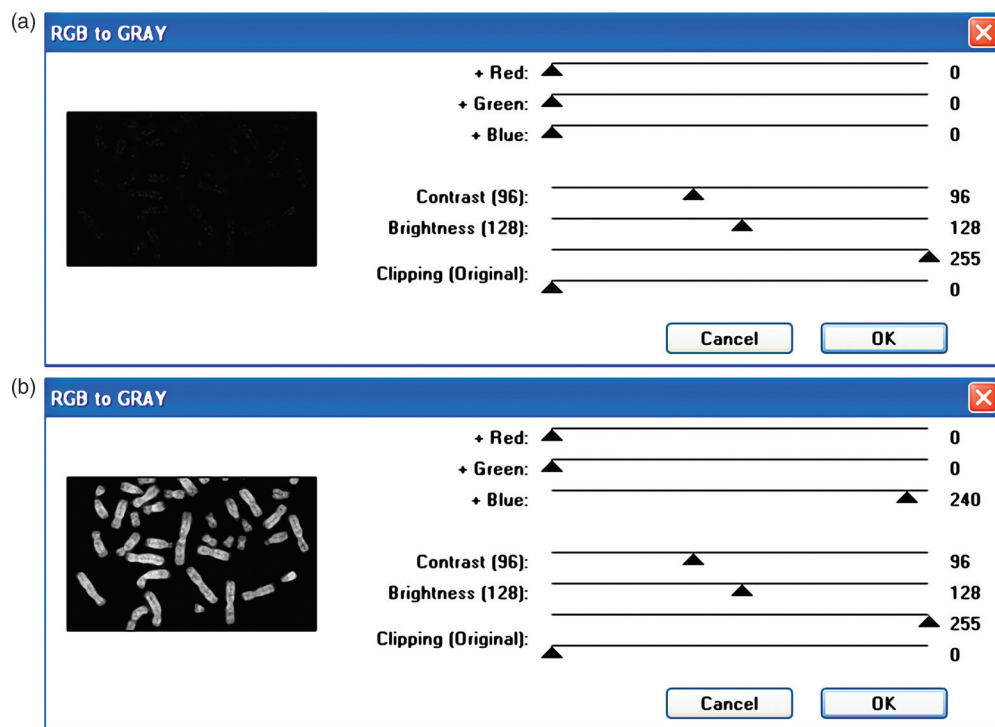 (a)
RGB to GRAY
+ Red: 0
+ Green: 0
+ Blue: 0
Contrast (96): 96
Brightness (128): 128
255
Clipping (Original):
0
Cancel OK
(b)
RGB to GRAY
+ Red: 0
+ Green: 0
+ Blue: 240
Contrast (96): 96
Brightness (128): 128
255
Clipping (Original):
0
Cancel OK